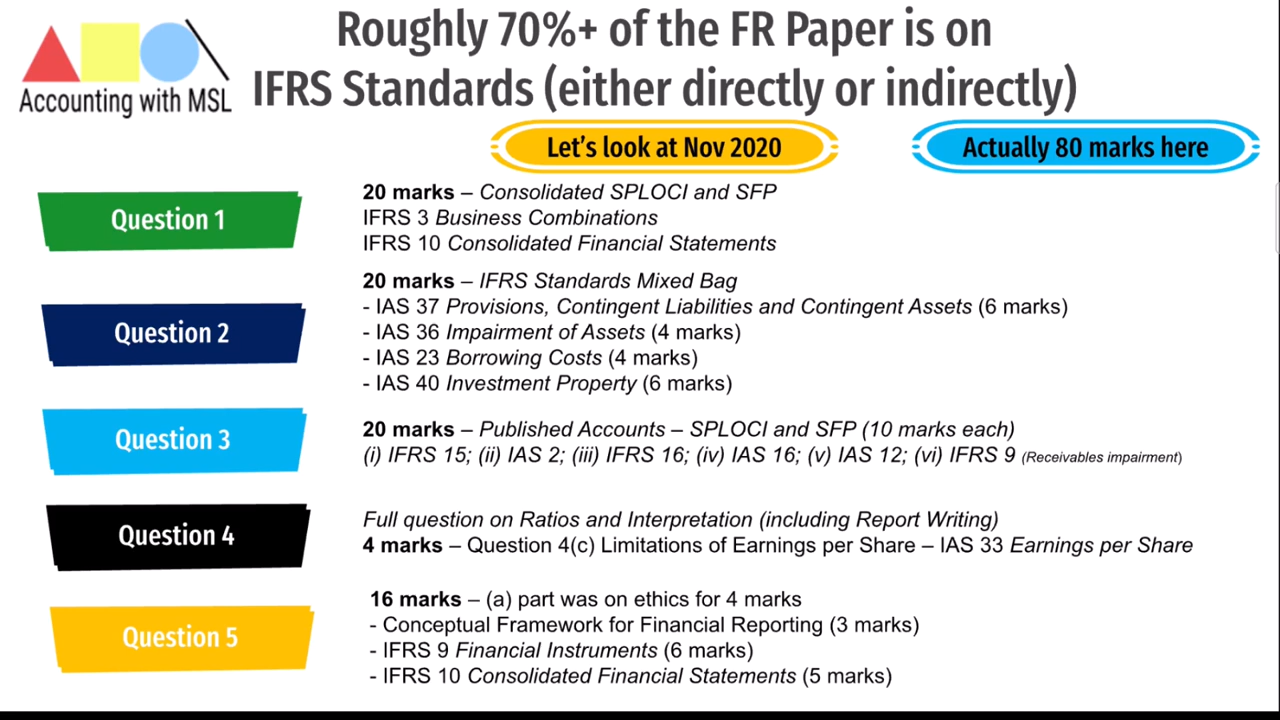 Roughly 70%+ of the FR Paper is on
IFRS Standards (either directly or indirectly)
Accounting with MSL
Let's look at Nov 2020
Actually 80 marks here
Question 1
20 marks – Consolidated SPLOCI and SFP
IFRS 3 Business Combinations
IFRS 10 Consolidated Financial Statements
Question 2
20 marks – IFRS Standards Mixed Bag
- IAS 37 Provisions, Contingent Liabilities and Contingent Assets (6 marks)
- IAS 36 Impairment of Assets (4 marks)
- IAS 23 Borrowing Costs (4 marks)
- IAS 40 Investment Property (6 marks)
Question 3
20 marks – Published Accounts – SPLOCI and SFP (10 marks each)
(i) IFRS 15; (ii) IAS 2; (iii) IFRS 16; (iv) IAS 16; (v) IAS 12; (vi) IFRS 9 (Receivables impairment)
Question 4
Full question on Ratios and Interpretation (including Report Writing)
4 marks – Question 4(c) Limitations of Earnings per Share – IAS 33 Earnings per Share
Question 5
16 marks – (a) part was on ethics for 4 marks
- Conceptual Framework for Financial Reporting (3 marks)
- IFRS 9 Financial Instruments (6 marks)
- IFRS 10 Consolidated Financial Statements (5 marks)